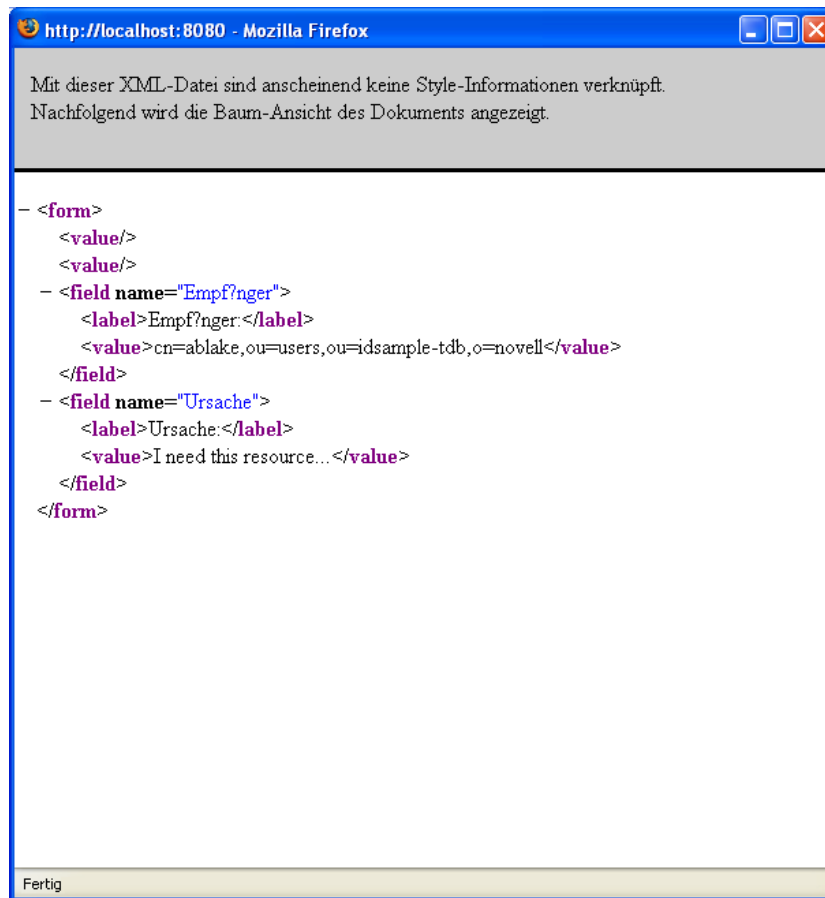 http://localhost:8080 - Mozilla Firefox
Mit dieser XML-Datei sind anscheinend keine Style-Informationen verknüpft.
Nachfolgend wird die Baum-Ansicht des Dokuments angezeigt.
− <form>
<value/>
<value/>
− <field name="Empf?nger">
<label>Empf?nger:</label>
<value>cn=ablake,ou=users,ou=idsample-tdb,o=novell</value>
</field>
− <field name="Ursache">
<label>Ursache:</label>
<value>I need this resource...</value>
</field>
</form>
Fertig